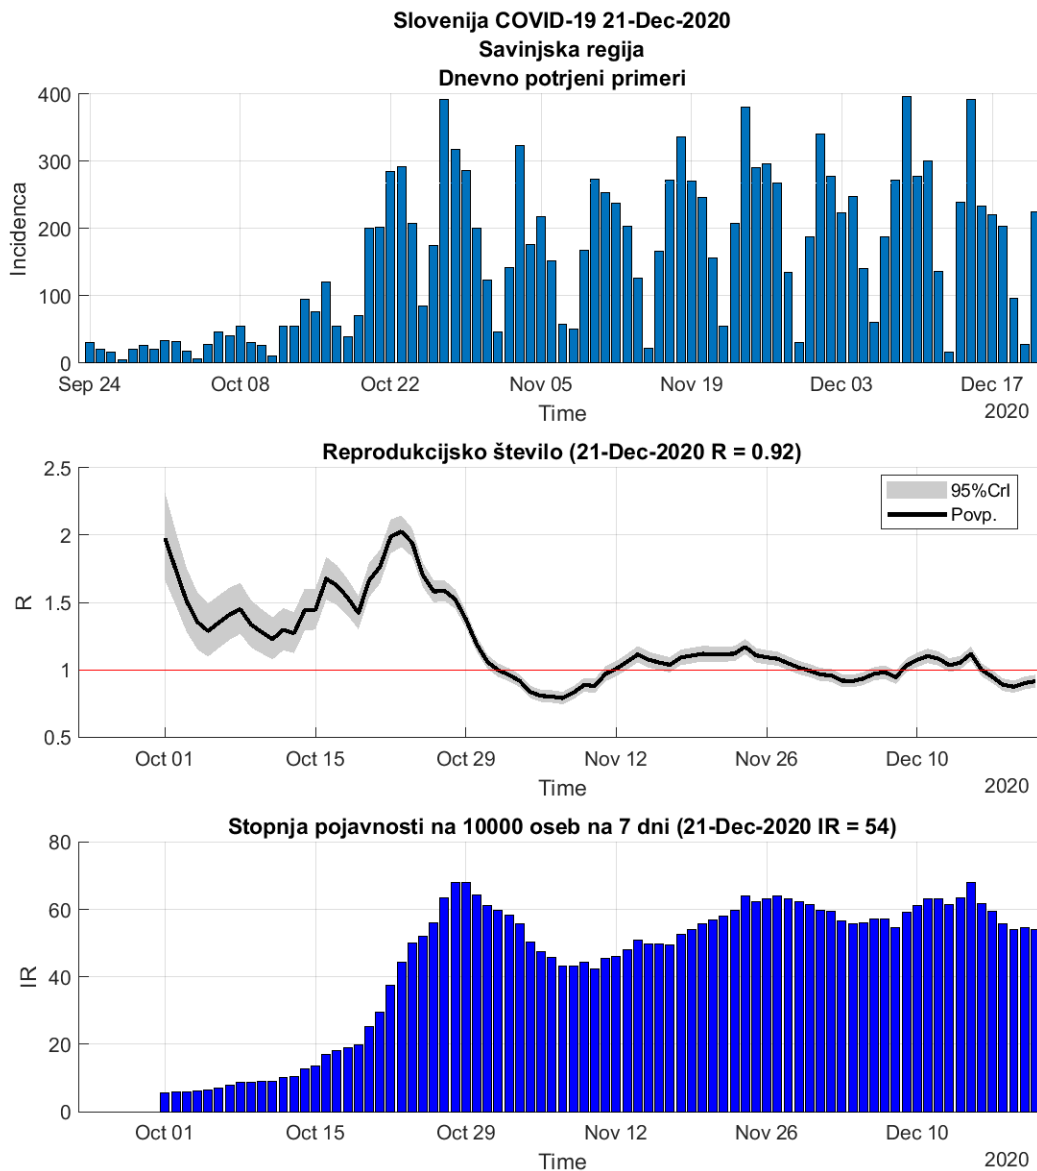 Slovenija COVID-19 21-Dec-2020
Savinjska regija
Dnevno potrjeni primeri
400
300
200
100
0
Incidenca
Sep 24 Oct 08 Oct 22 Nov 05 Nov 19 Dec 03 Dec 17
Time
2020
Reprodukcijsko število (21-Dec-2020 R = 0.92)
2.5
2
1.5
1
0.5
R
95%CrI
Povp.
Oct 01 Oct 15 Oct 29 Nov 12 Nov 26 Dec 10
Time
2020
Stopnja pojavnosti na 10000 oseb na 7 dni (21-Dec-2020 IR = 54)
80
60
40
20
0
IR
Oct 01 Oct 15 Oct 29 Nov 12 Nov 26 Dec 10
Time
2020